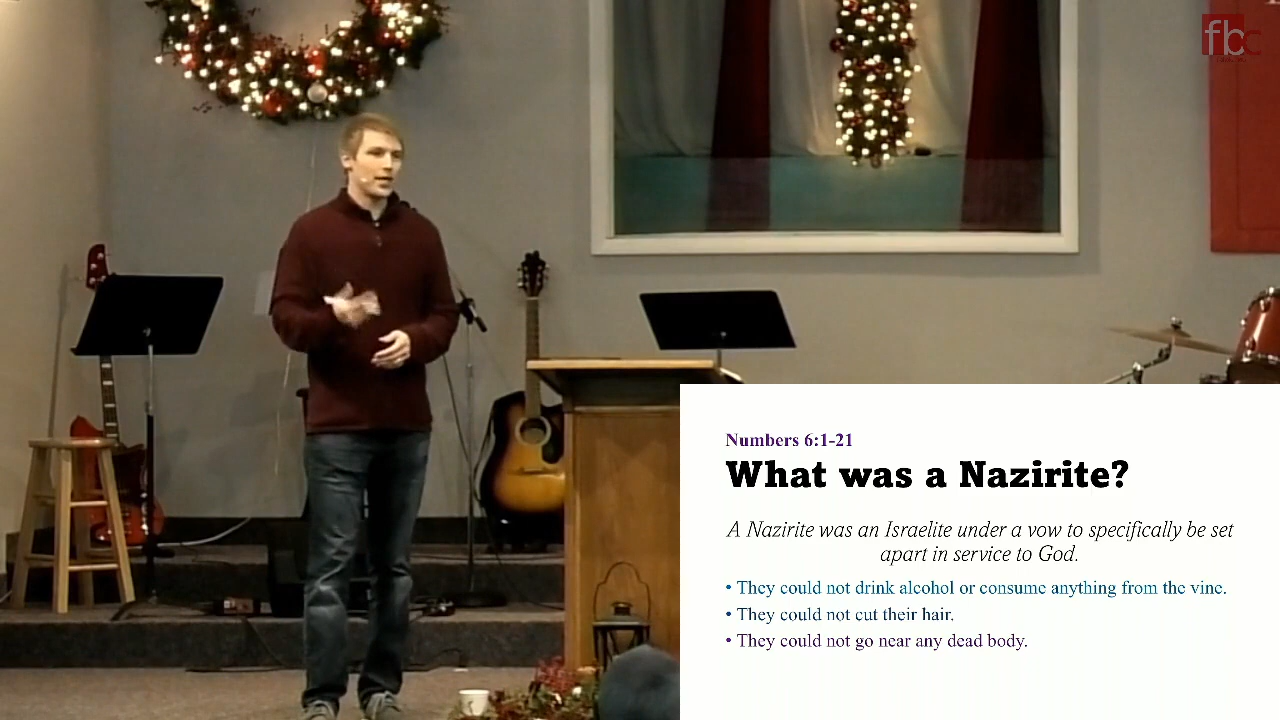 fbc
Numbers 6:1-21
What was a Nazirite?
A Nazirite was an Israelite under a vow to specifically be set
apart in service to God.
• They could not drink alcohol or consume anything from the vine.
• They could not cut their hair.
• They could not go near any dead body.